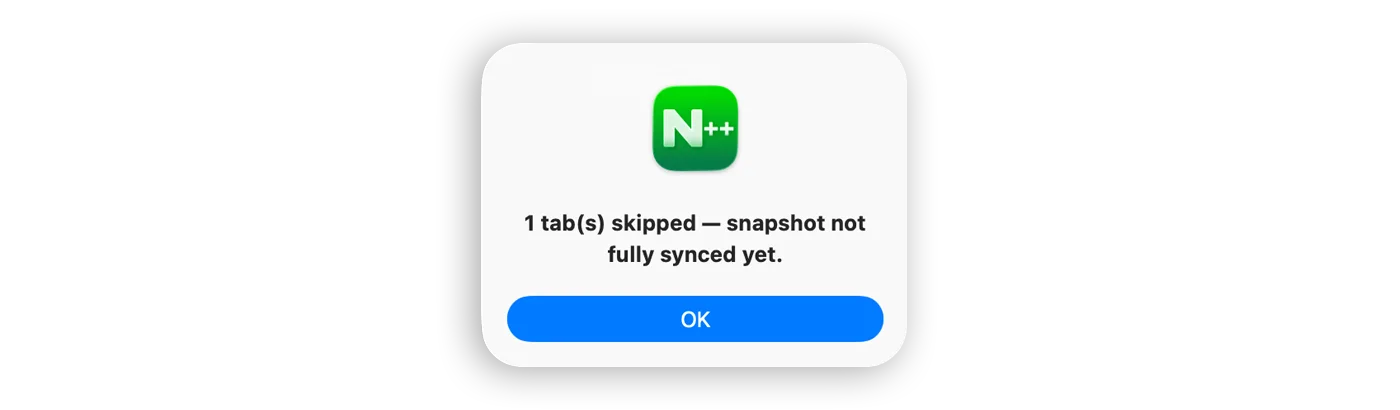 N++
1 tab(s) skipped — snapshot not
fully synced yet.
OK